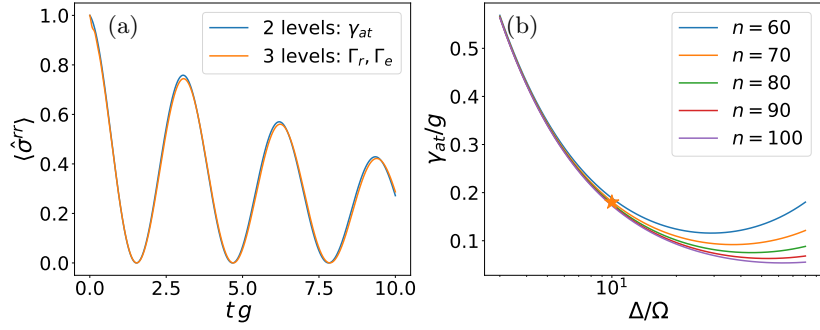 (a)
2 levels: γ_at
3 levels: Γ_r, Γ_e
⟨σ̂^rr⟩
1.0
0.8
0.6
0.4
0.2
0.0
0.0 2.5 5.0 7.5 10.0
t g
(b)
n = 60
n = 70
n = 80
n = 90
n = 100
γ_at/g
0.5
0.4
0.3
0.2
0.1
10¹
Δ/Ω